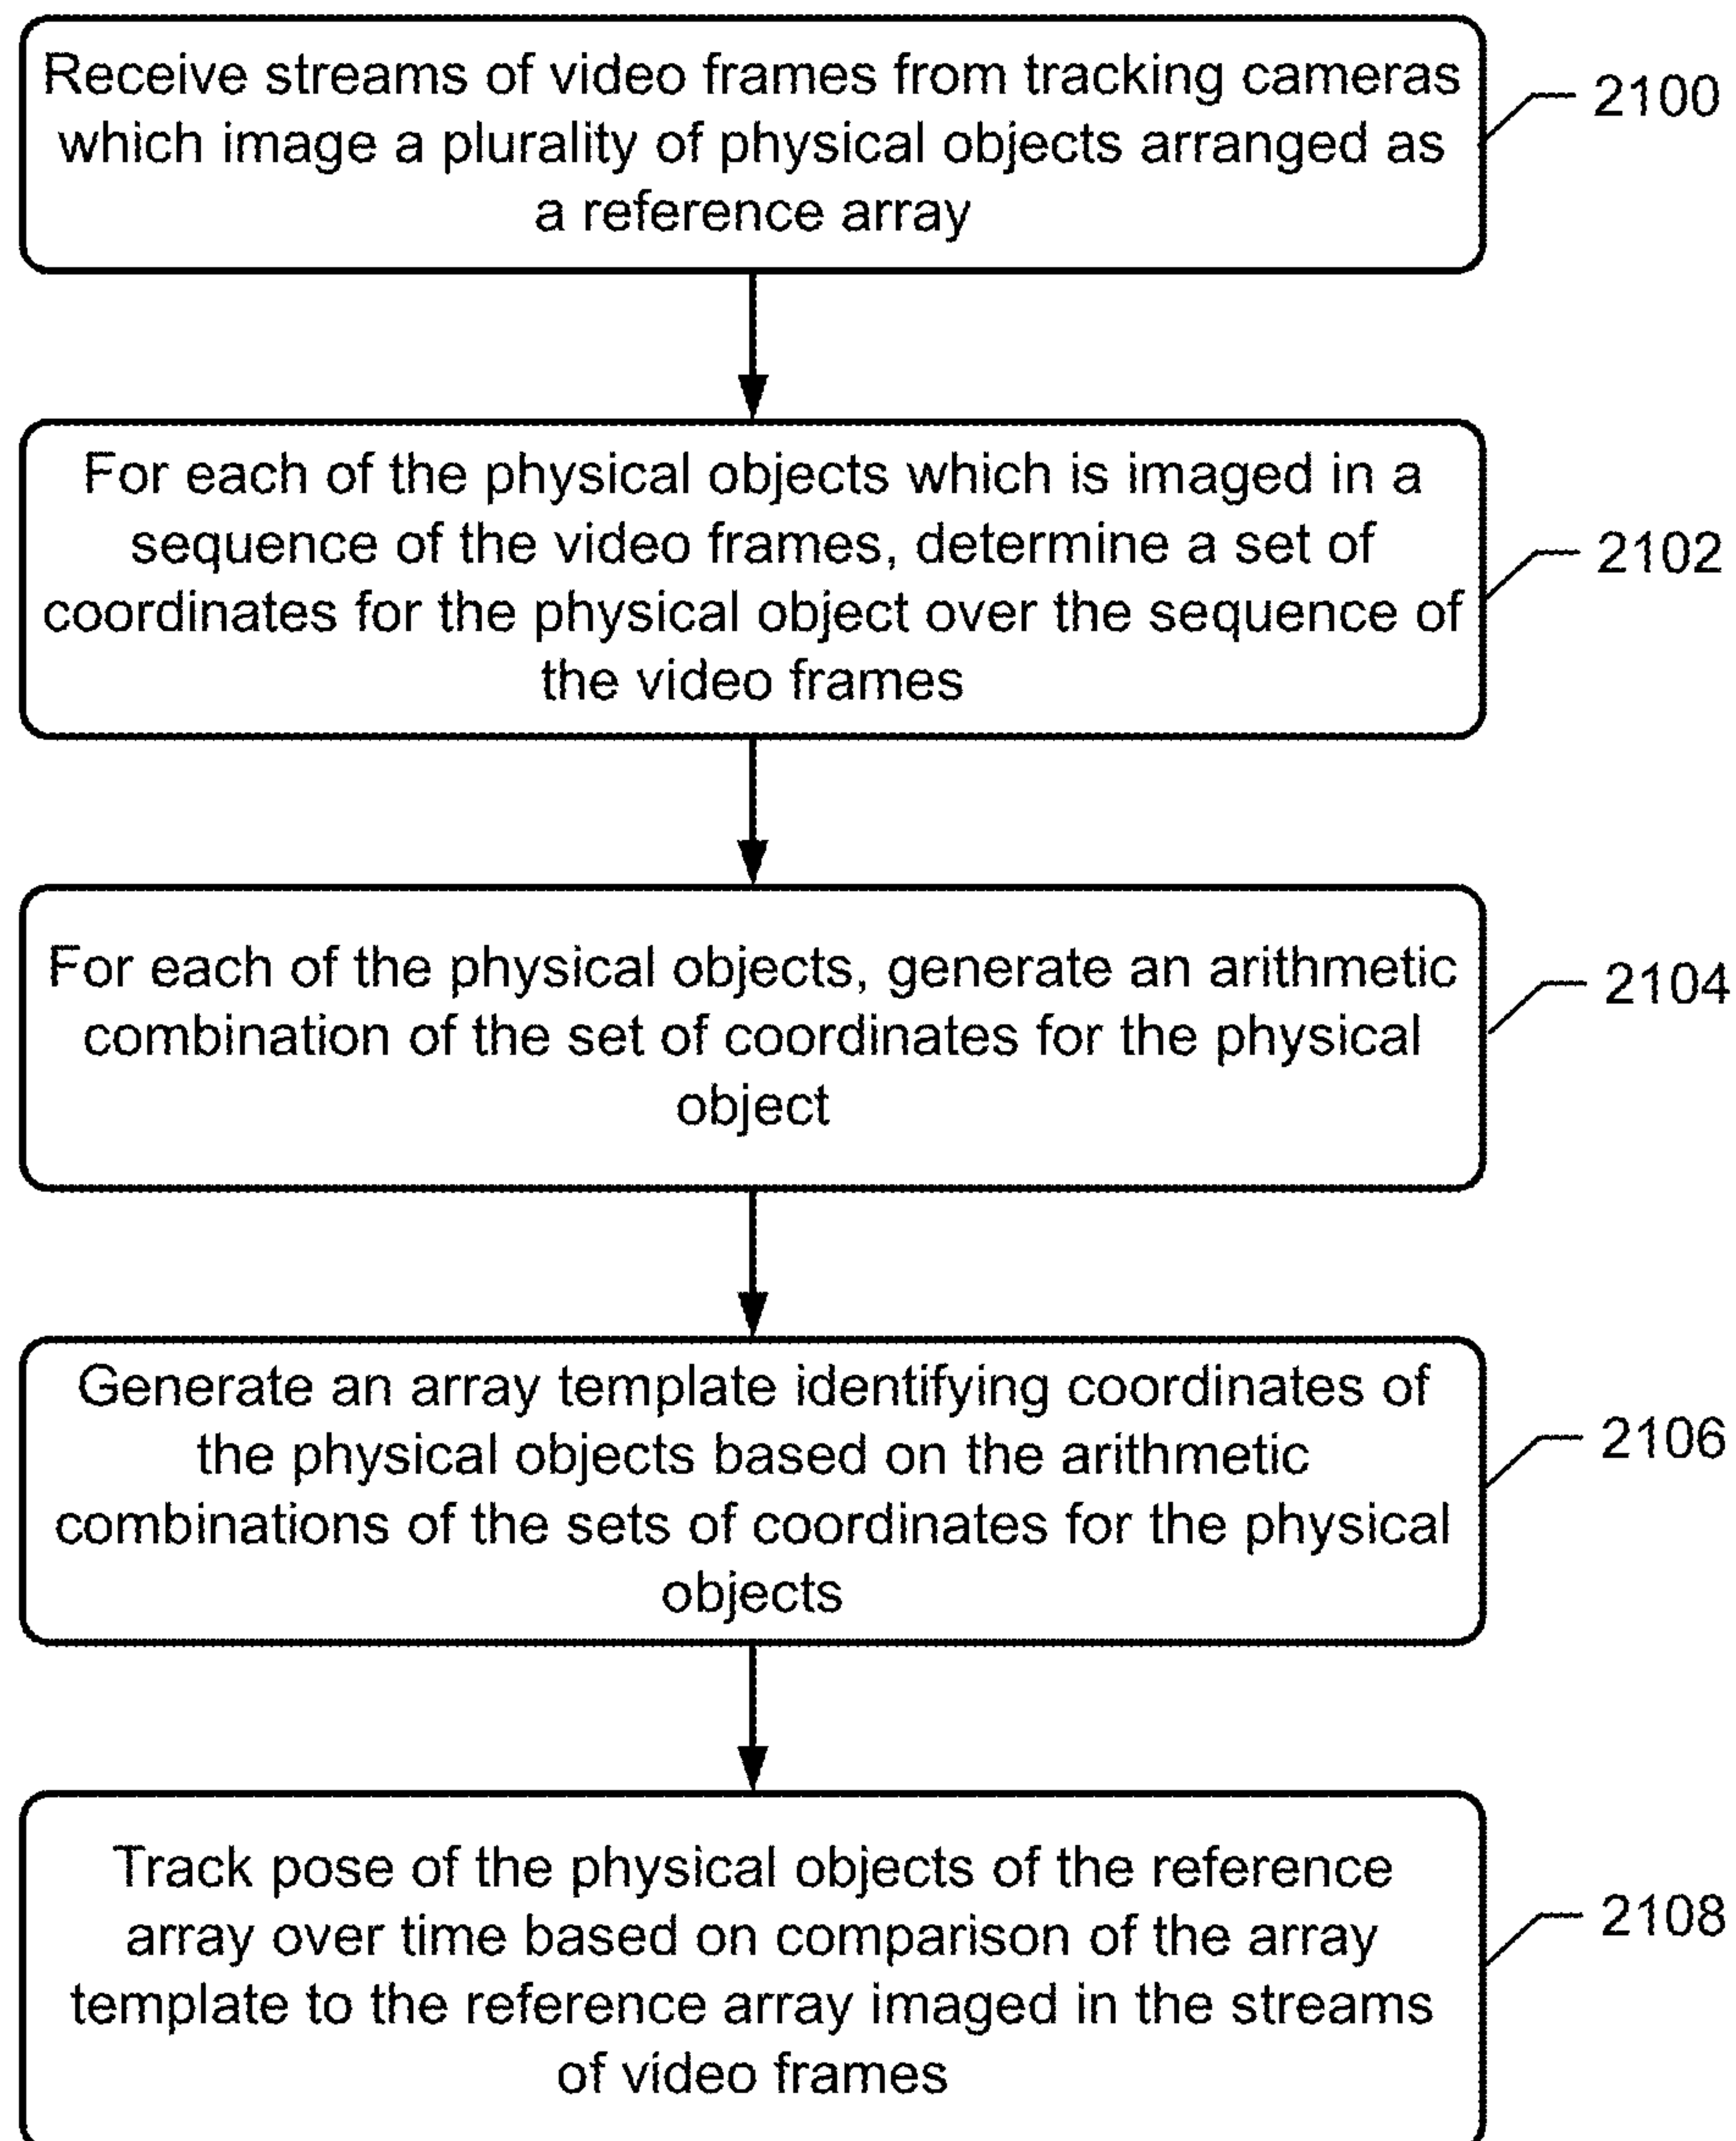 Receive streams of video frames from tracking cameras
which image a plurality of physical objects arranged as
a reference array
2100
For each of the physical objects which is imaged in a
sequence of the video frames, determine a set of
coordinates for the physical object over the sequence of
the video frames
2102
For each of the physical objects, generate an arithmetic
combination of the set of coordinates for the physical
object
2104
Generate an array template identifying coordinates of
the physical objects based on the arithmetic
combinations of the sets of coordinates for the physical
objects
2106
Track pose of the physical objects of the reference
array over time based on comparison of the array
template to the reference array imaged in the streams
of video frames
2108